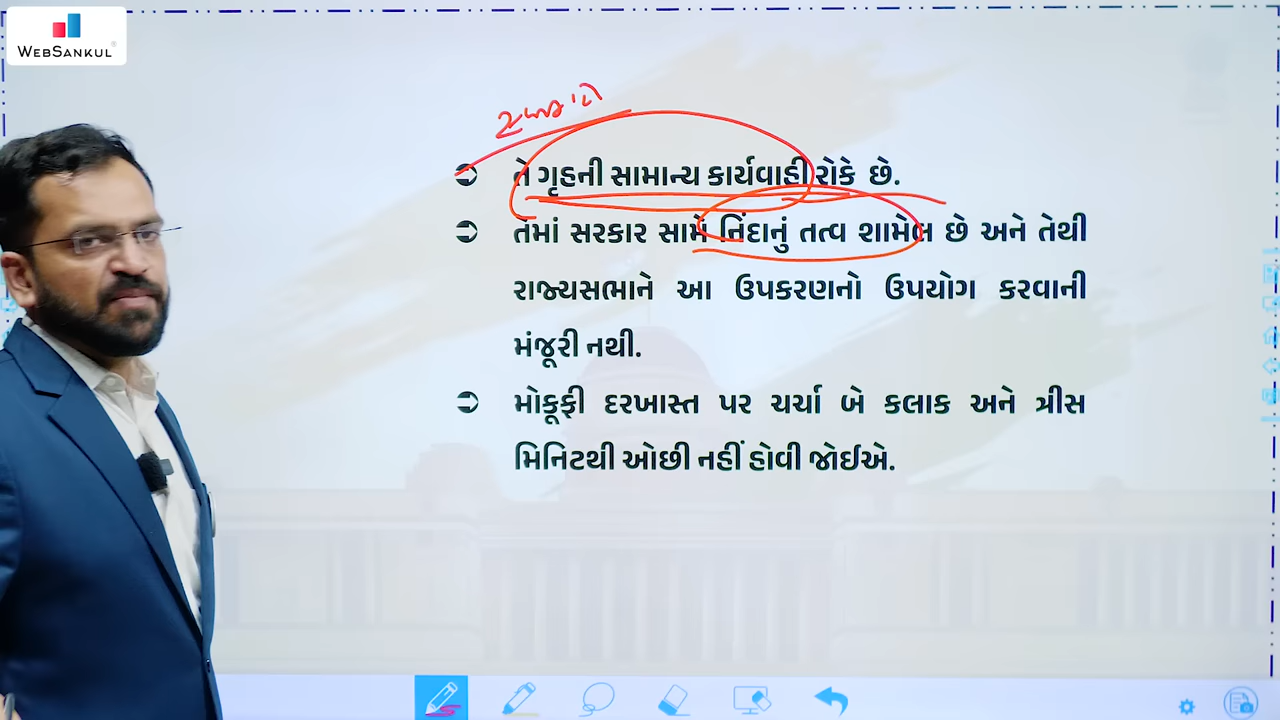 WEBSANKUL
તે ગૃહની સામાન્ય કાર્યવાહી રોકે છે.
તેમાં સરકાર સામે નિંદાનું તત્વ શામેલ છે અને તેથી
રાજ્યસભાને આ ઉપકરણનો ઉપયોગ કરવાની
મંજૂરી નથી.
મોકૂફી દરખાસ્ત પર ચર્ચા બે કલાક અને ત્રીસ
મિનિટથી ઓછી નહીં હોવી જોઈએ.